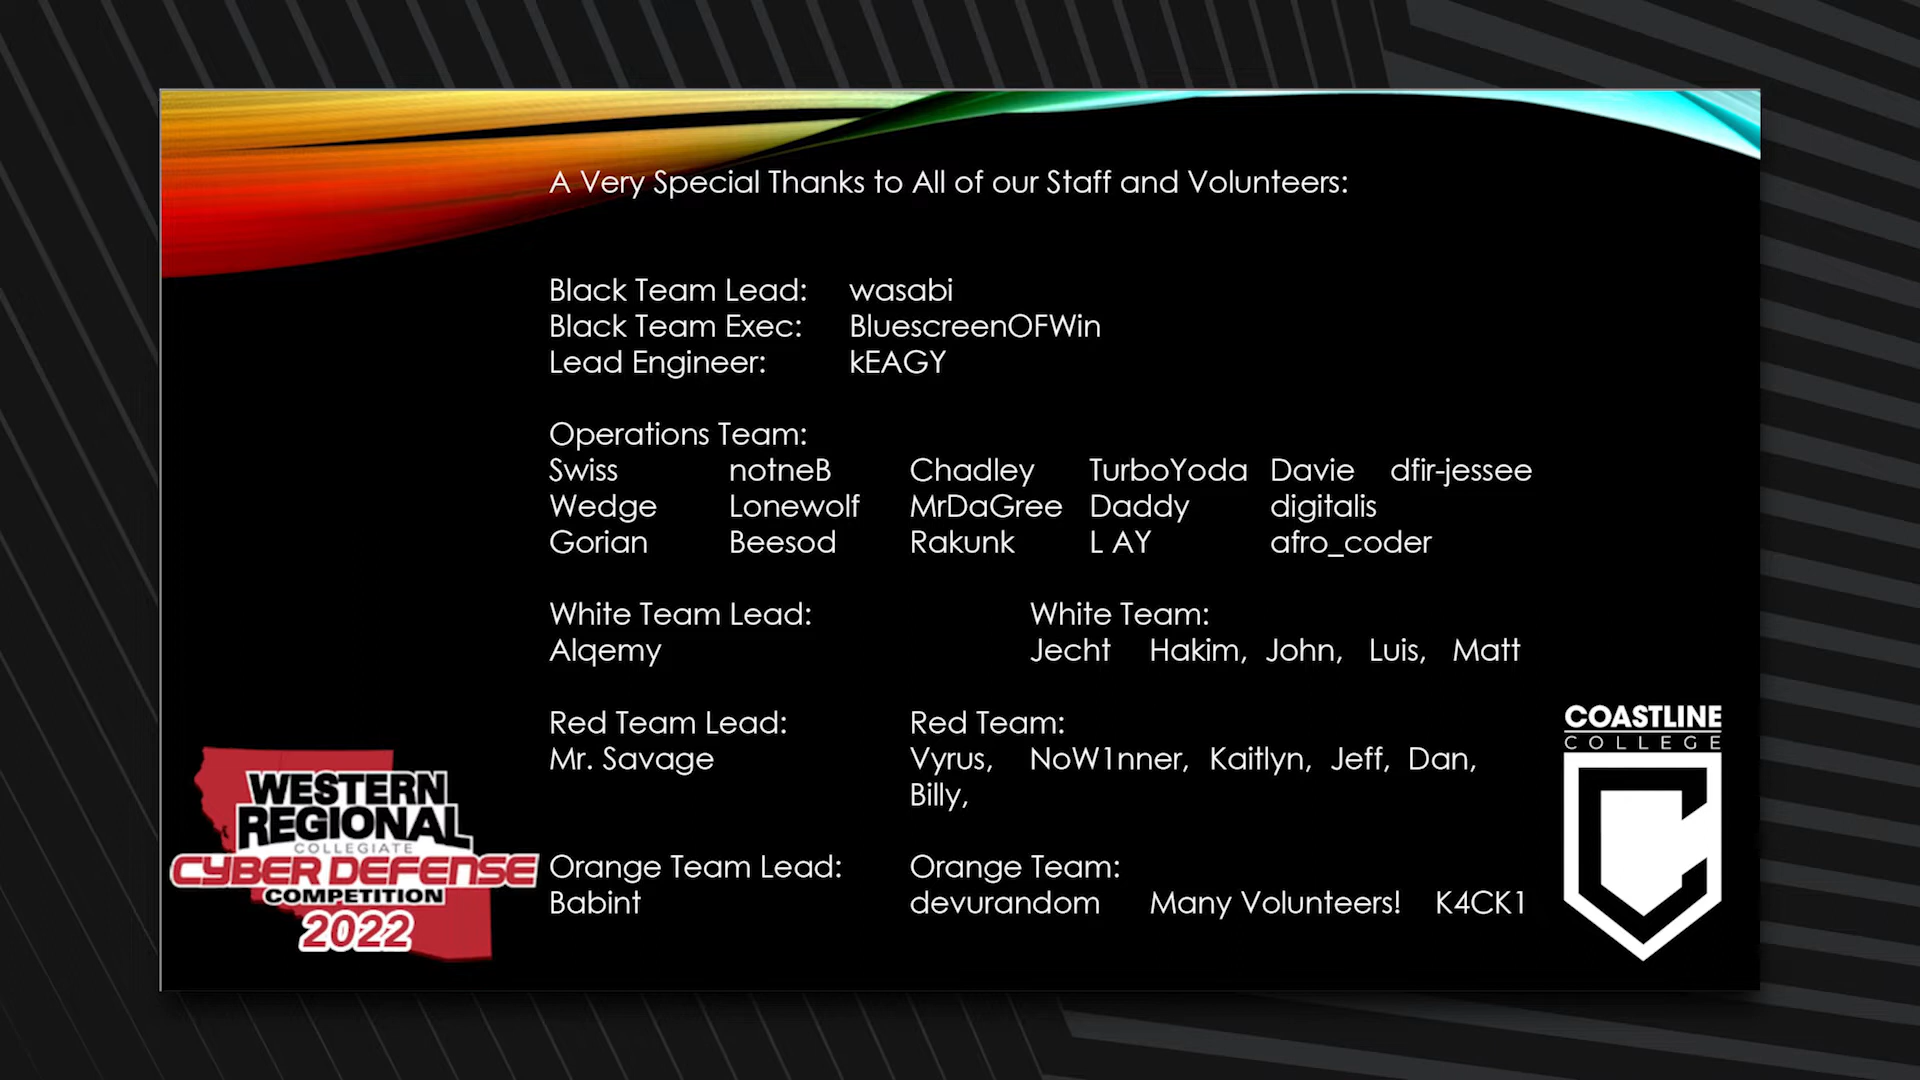 A Very Special Thanks to All of our Staff and Volunteers:
Black Team Lead: wasabi
Black Team Exec: BluescreenOFWin
Lead Engineer: kEAGY
Operations Team:
Swiss notneB Chadley TurboYoda Davie dfir-jessee
Wedge Lonewolf MrDaGree Daddy digitalis
Gorian Beesod Rakunk L AY afro_coder
White Team Lead: White Team:
Alqemy Jecht Hakim, John, Luis, Matt
Red Team Lead: Red Team:
Mr. Savage Vyrus, NoW1nner, Kaitlyn, Jeff, Dan,
Billy,
Orange Team Lead: Orange Team:
Babint devurandom Many Volunteers! K4CK1
WESTERN
REGIONAL
COLLEGIATE
CYBER DEFENSE
COMPETITION
2022
COASTLINE
COLLEGE